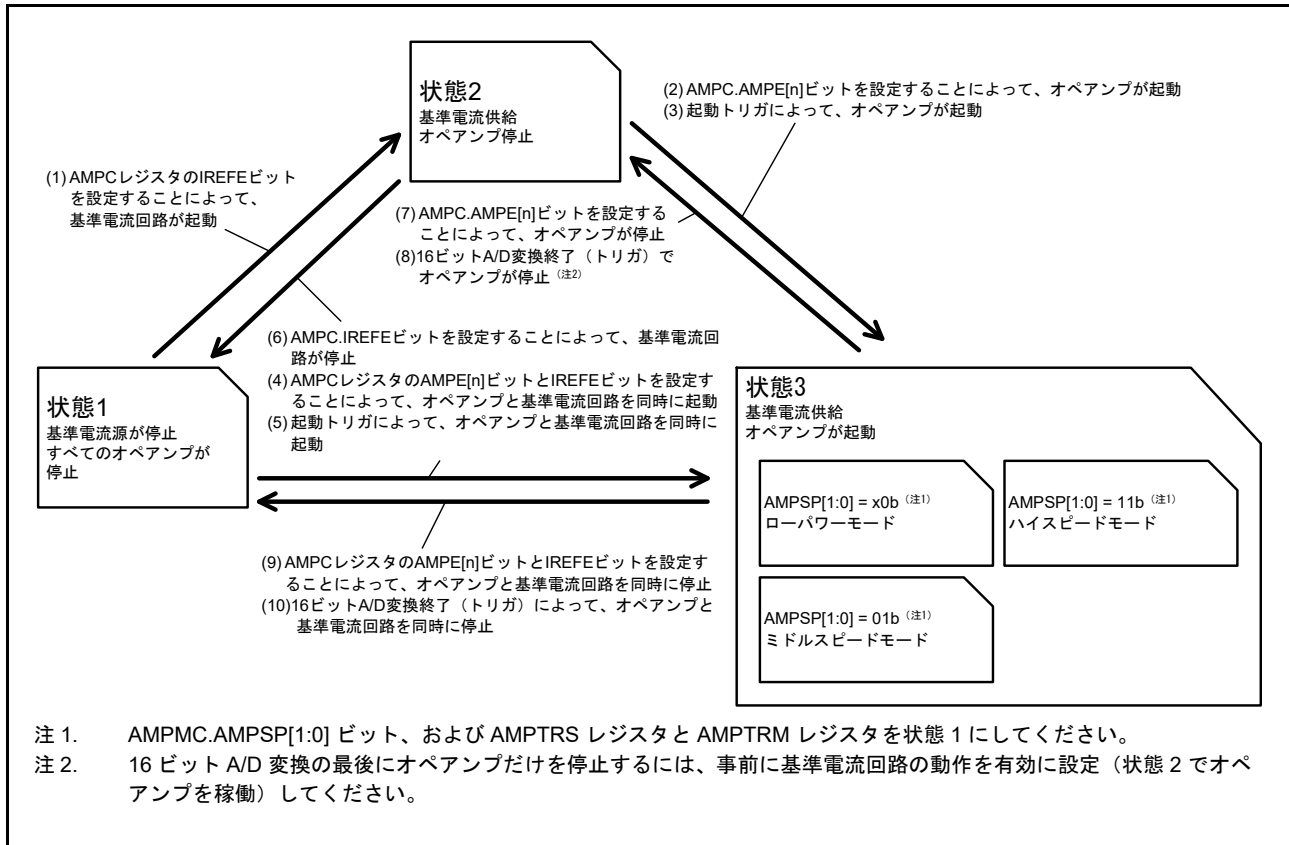 状態2
基準電流供給
オペアンプ停止
(2) AMPC.AMPE[n]ビットを設定することによって、オペアンプが起動
(3) 起動トリガによって、オペアンプが起動
(1) AMPCレジスタのIREFEビット
を設定することによって、
基準電流回路が起動
(7) AMPC.AMPE[n]ビットを設定する
ことによって、オペアンプが停止
(8)16ビットA/D変換終了（トリガ）で
オペアンプが停止（注2）
(6) AMPC.IREFEビットを設定することによって、基準電流回
路が停止
(4) AMPCレジスタのAMPE[n]ビットとIREFEビットを設定す
ることによって、オペアンプと基準電流回路を同時に起動
(5) 起動トリガによって、オペアンプと基準電流回路を同時に
起動
状態1
基準電流源が停止
すべてのオペアンプが
停止
状態3
基準電流供給
オペアンプが起動
AMPSP[1:0] = x0b（注1）
ローパワーモード
AMPSP[1:0] = 11b（注1）
ハイスピードモード
AMPSP[1:0] = 01b（注1）
ミドルスピードモード
(9) AMPCレジスタのAMPE[n]ビットとIREFEビットを設定す
ることによって、オペアンプと基準電流回路を同時に停止
(10)16ビットA/D変換終了（トリガ）によって、オペアンプと
基準電流回路を同時に停止
注 1. AMPMC.AMPSP[1:0] ビット、および AMPTRS レジスタと AMPTRM レジスタを状態 1 にしてください。
注 2. 16 ビット A/D 変換の最後にオペアンプだけを停止するには、事前に基準電流回路の動作を有効に設定（状態 2 でオペ
アンプを稼働）してください。